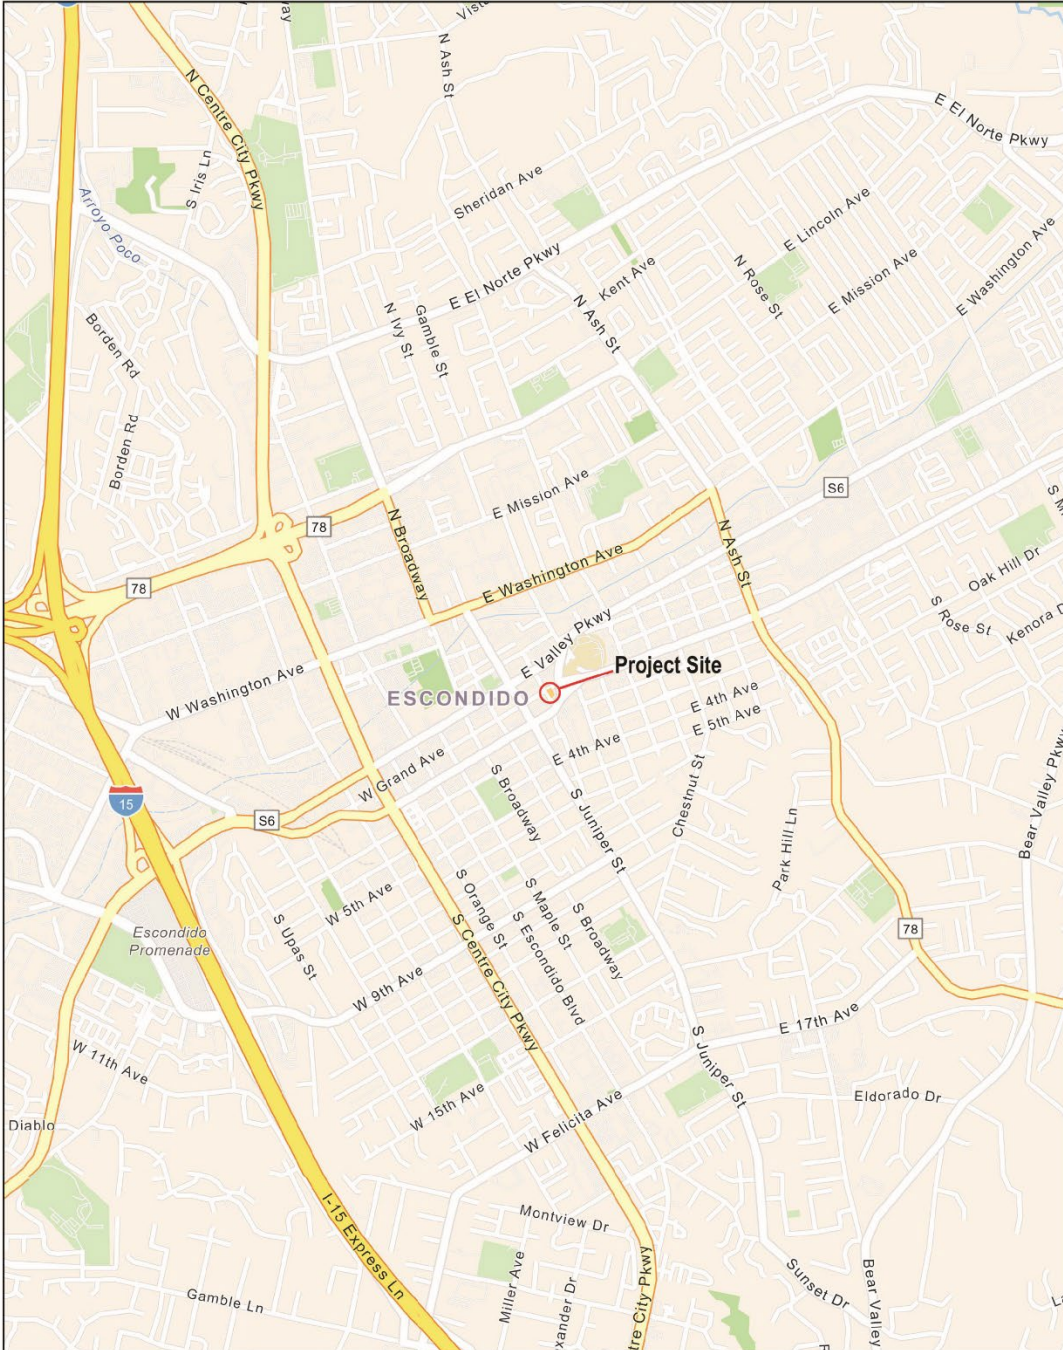 Vista
N Ash St
N Centre City Pkwy
E El Norte Pkwy
S Iris Ln
Sheridan Ave
Arroyo Poco
E Lincoln Ave
E Washington Ave
N Rose St
E Mission Ave
E El Norte Pkwy
Kent Ave
N Ash St
Borden Rd
N Ivy St
Gamble St
Borden Rd
E Mission Ave
S6
78
N Broadway
N Ash St
E Washington Ave
Oak Hill Dr
78
S Rose St
E Valley Pkwy
Project Site
W Washington Ave
ESCONDIDO
E 4th Ave
E 5th Ave
E 4th Ave
W Grand Ave
S Broadway
Chestnut St
Bear Valley Pkwy
15
S6
S Juniper St
Park Hill Ln
W 5th Ave
S Orange St
S Maple St
S Broadway
S Upas St
S Escondido Blvd
78
Escondido
Promenade
S Centre City Pkwy
W 9th Ave
E 17th Ave
W 11th Ave
S Juniper St
W 15th Ave
Eldorado Dr
W Felicita Ave
Diablo
I-15 Express Ln
Montview Dr
Miller Ave
Sunset Dr
Bear Valley
Gamble Ln